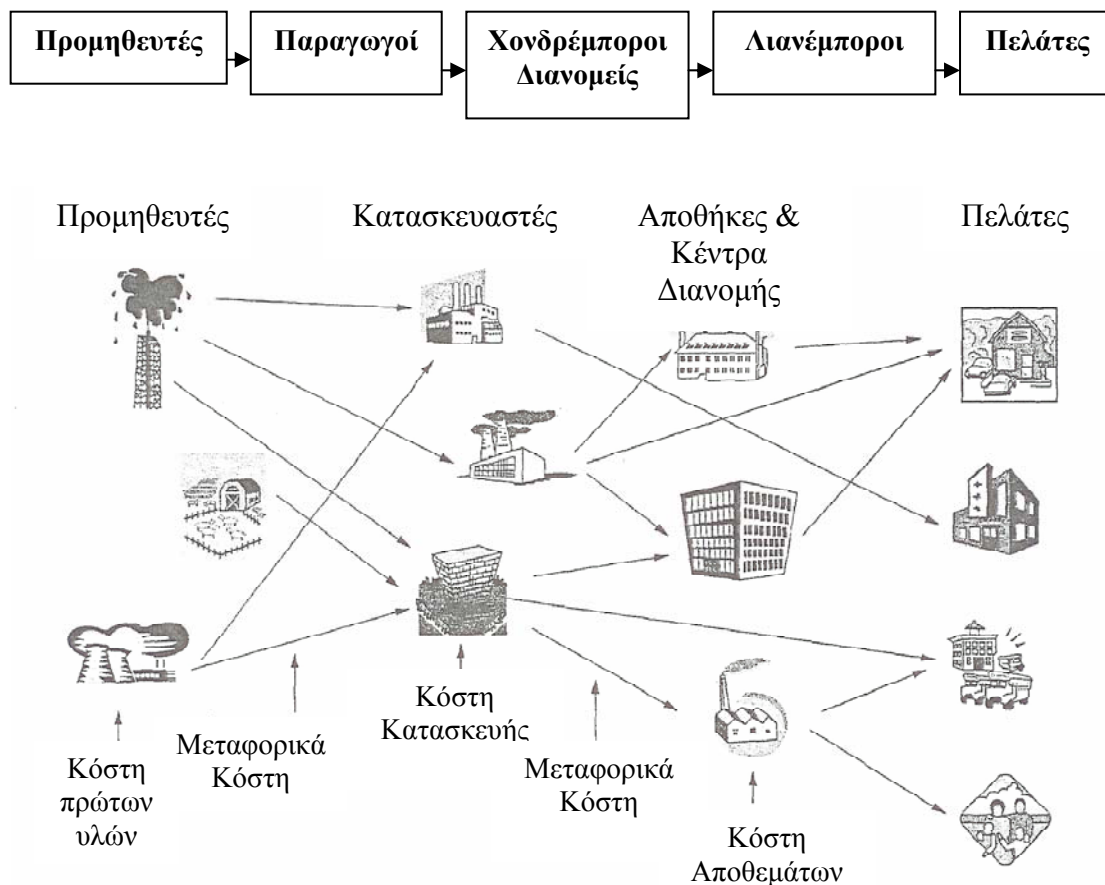 Προμηθευτές
Παραγωγοί
Χονδρέμποροι
Διανομείς
Λιανέμποροι
Πελάτες
Προμηθευτές
Κατασκευαστές
Αποθήκες &
Κέντρα
Διανομής
Πελάτες
Κόστη
πρώτων
υλών
Μεταφορικά
Κόστη
Κόστη
Κατασκευής
Μεταφορικά
Κόστη
Κόστη
Αποθεμάτων